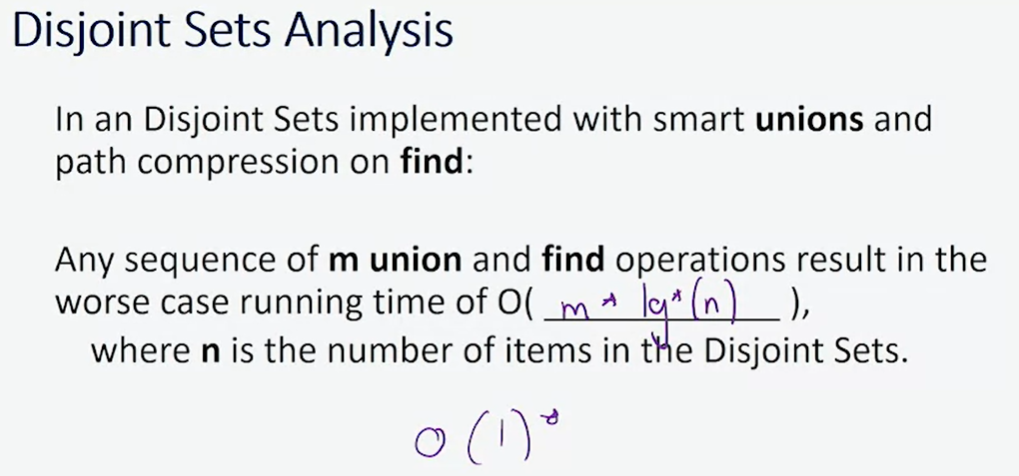 Disjoint Sets Analysis
In an Disjoint Sets implemented with smart unions and
path compression on find:
Any sequence of m union and find operations result in the
worse case running time of O( m * lg*(n) ),
where n is the number of items in the Disjoint Sets.
O(1)*